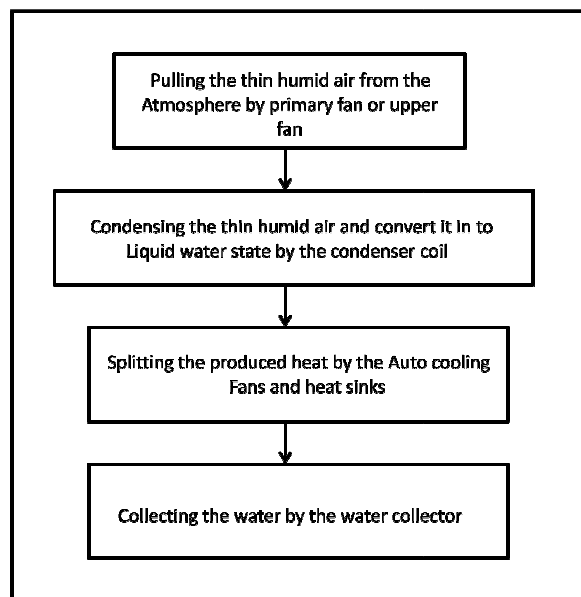 Pulling the thin humid air from the
Atmosphere by primary fan or upper
fan
Condensing the thin humid air and convert it in to
Liquid water state by the condenser coil
Splitting the produced heat by the Auto cooling
Fans and heat sinks
Collecting the water by the water collector